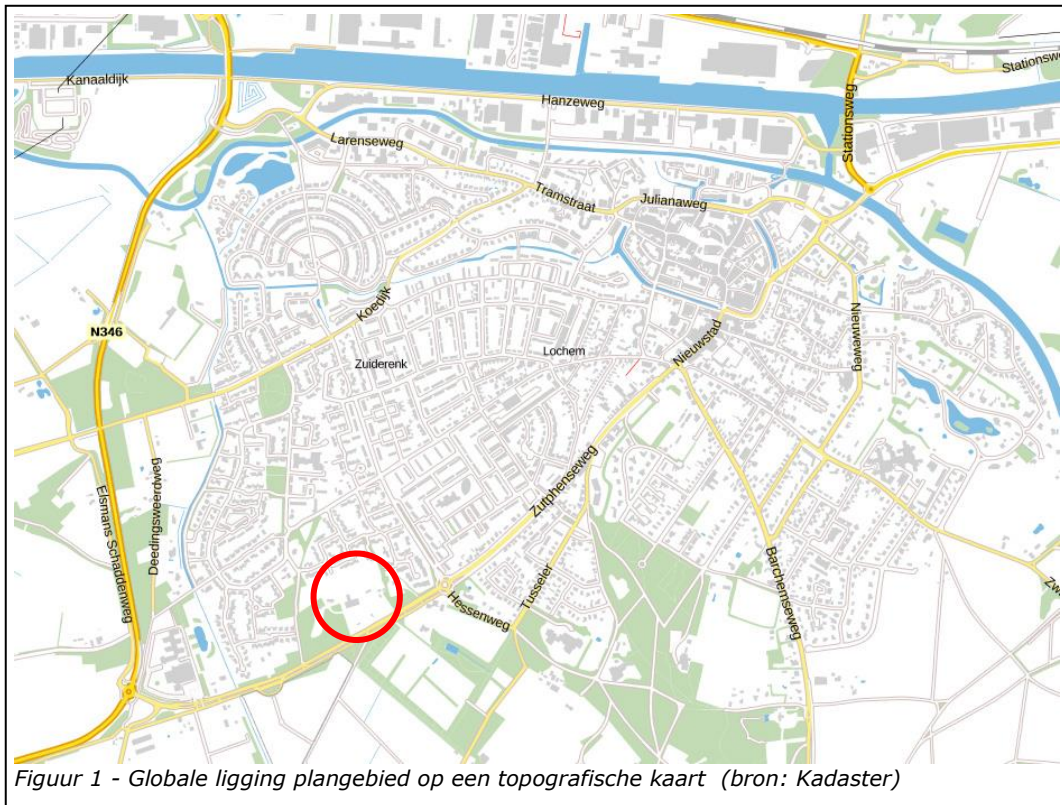 Kanaaldijk
Stationsweg
Hanzeweg
Stationsweg
Larenseweg
Tramstraat
Julianaweg
Koedijk
N346
Nieuweweg
Nieuwstad
Lochem
Zuiderenk
Zutphenseweg
Deedingsweerdweg
Elsmans Schaddenweg
Barchemseweg
Tusseler
Hessenweg
Figuur 1 - Globale ligging plangebied op een topografische kaart (bron: Kadaster)